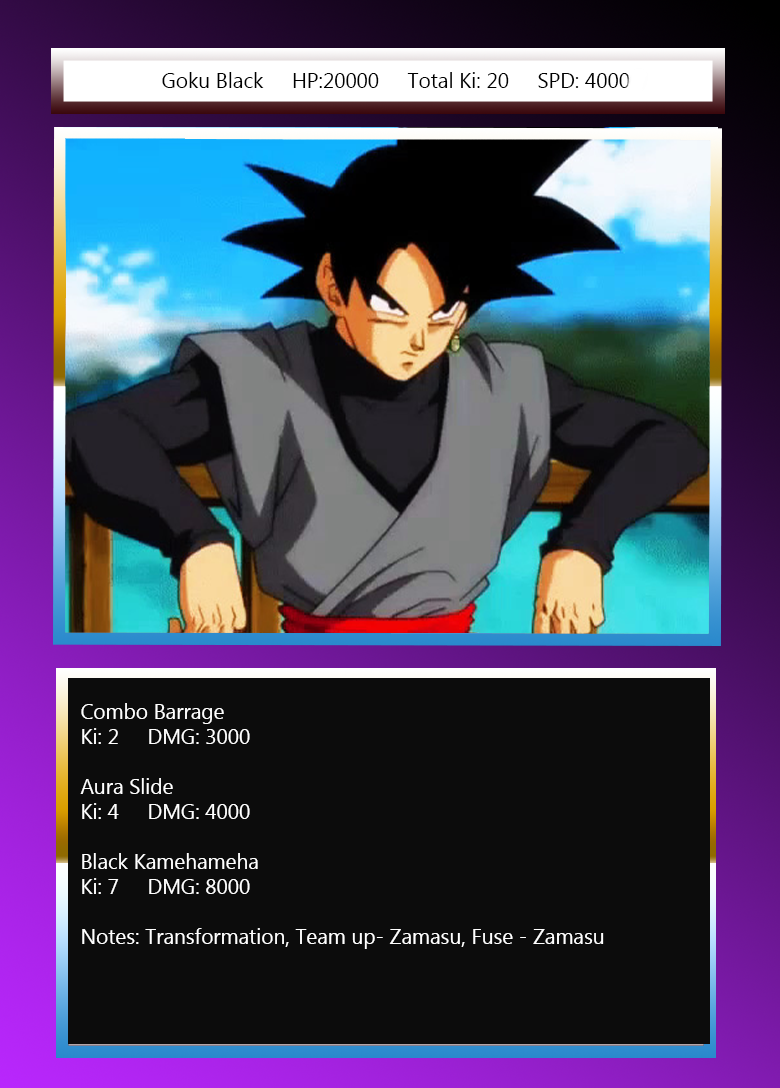 Goku Black HP:20000 Total Ki: 20 SPD: 4000
Combo Barrage
Ki: 2 DMG: 3000
Aura Slide
Ki: 4 DMG: 4000
Black Kamehameha
Ki: 7 DMG: 8000
Notes: Transformation, Team up- Zamasu, Fuse - Zamasu